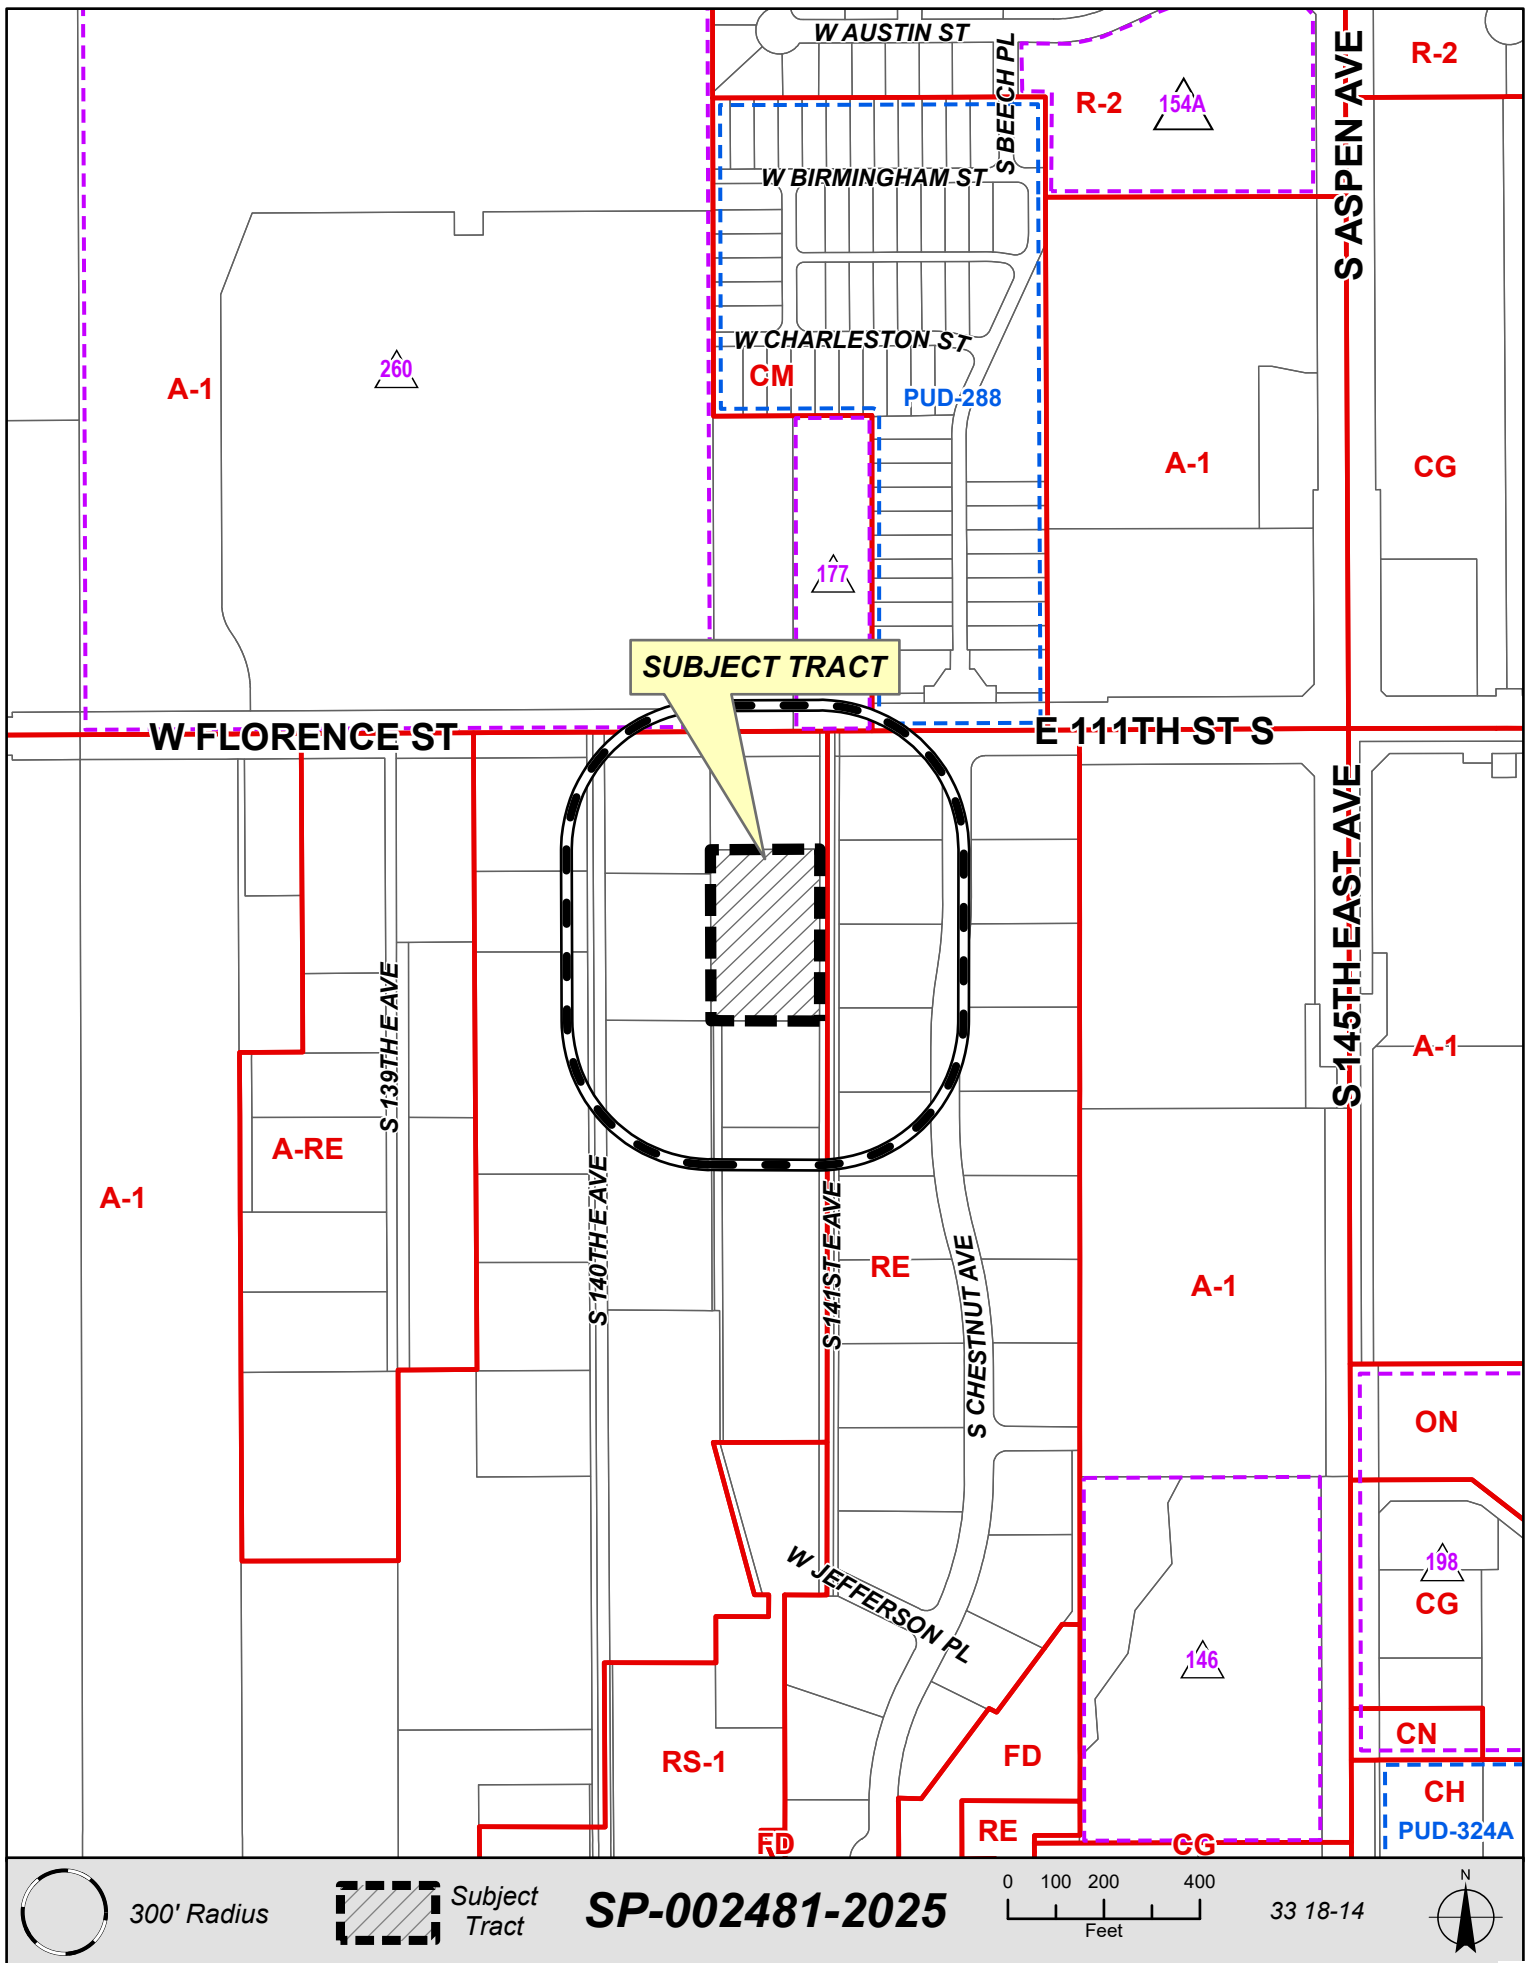 W AUSTIN ST
S BEECH PL
R-2
154A
S ASPEN AVE
R-2
W BIRMINGHAM ST
W CHARLESTON ST
CM
PUD-288
260
A-1
A-1
CG
177
SUBJECT TRACT
W FLORENCE ST
E 111TH ST S
S 145TH EAST AVE
S 139TH E AVE
A-1
A-RE
A-1
S 140TH E AVE
S 141ST E AVE
RE
S CHESTNUT AVE
A-1
ON
W JEFFERSON PL
198
CG
146
CN
RS-1
FD
CH
PUD-324A
FD
RE
CG
300' Radius
Subject
Tract
SP-002481-2025
0 100 200 400
Feet
33 18-14
N